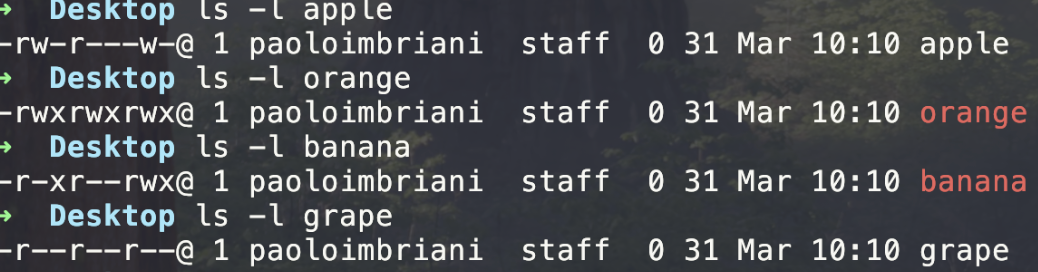 → Desktop ls -l apple
-rw-r---w-@ 1 paoloimbriani staff 0 31 Mar 10:10 apple
→ Desktop ls -l orange
-rwxrwxrwx@ 1 paoloimbriani staff 0 31 Mar 10:10 orange
→ Desktop ls -l banana
-r-xr--rwx@ 1 paoloimbriani staff 0 31 Mar 10:10 banana
→ Desktop ls -l grape
-r--r--r--@ 1 paoloimbriani staff 0 31 Mar 10:10 grape